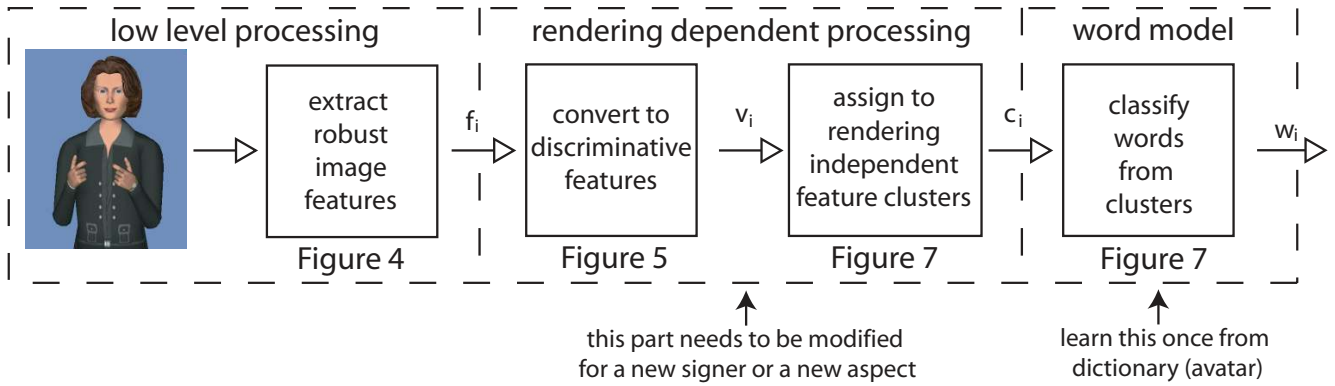 low level processing
rendering dependent processing
word model
extract
robust
image
features
Figure 4
f_i
convert to
discriminative
features
Figure 5
v_i
assign to
rendering
independent
feature clusters
Figure 7
c_i
classify
words
from
clusters
Figure 7
w_i
this part needs to be modified
for a new signer or a new aspect
learn this once from
dictionary (avatar)